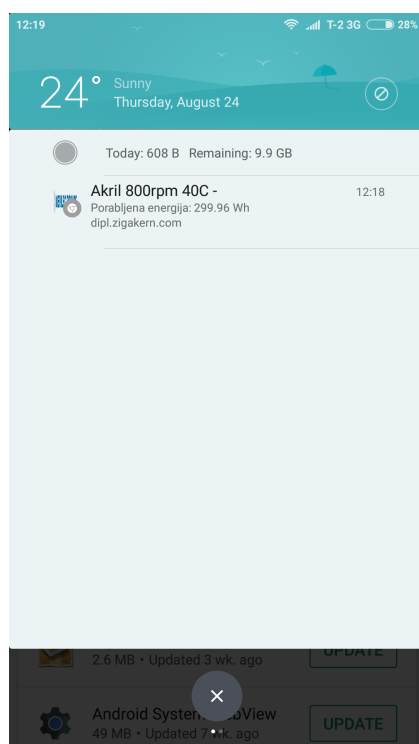 12:19 T-2 3G 28%
24° Sunny
Thursday, August 24
Today: 608 B Remaining: 9.9 GB
Akril 800rpm 40C - 12:18
Porabljena energija: 299.96 Wh
dipl.zigakern.com
2.6 MB • Updated 3 wk. ago UPDATE
Android System WebView
49 MB • Updated 7 wk. ago UPDATE